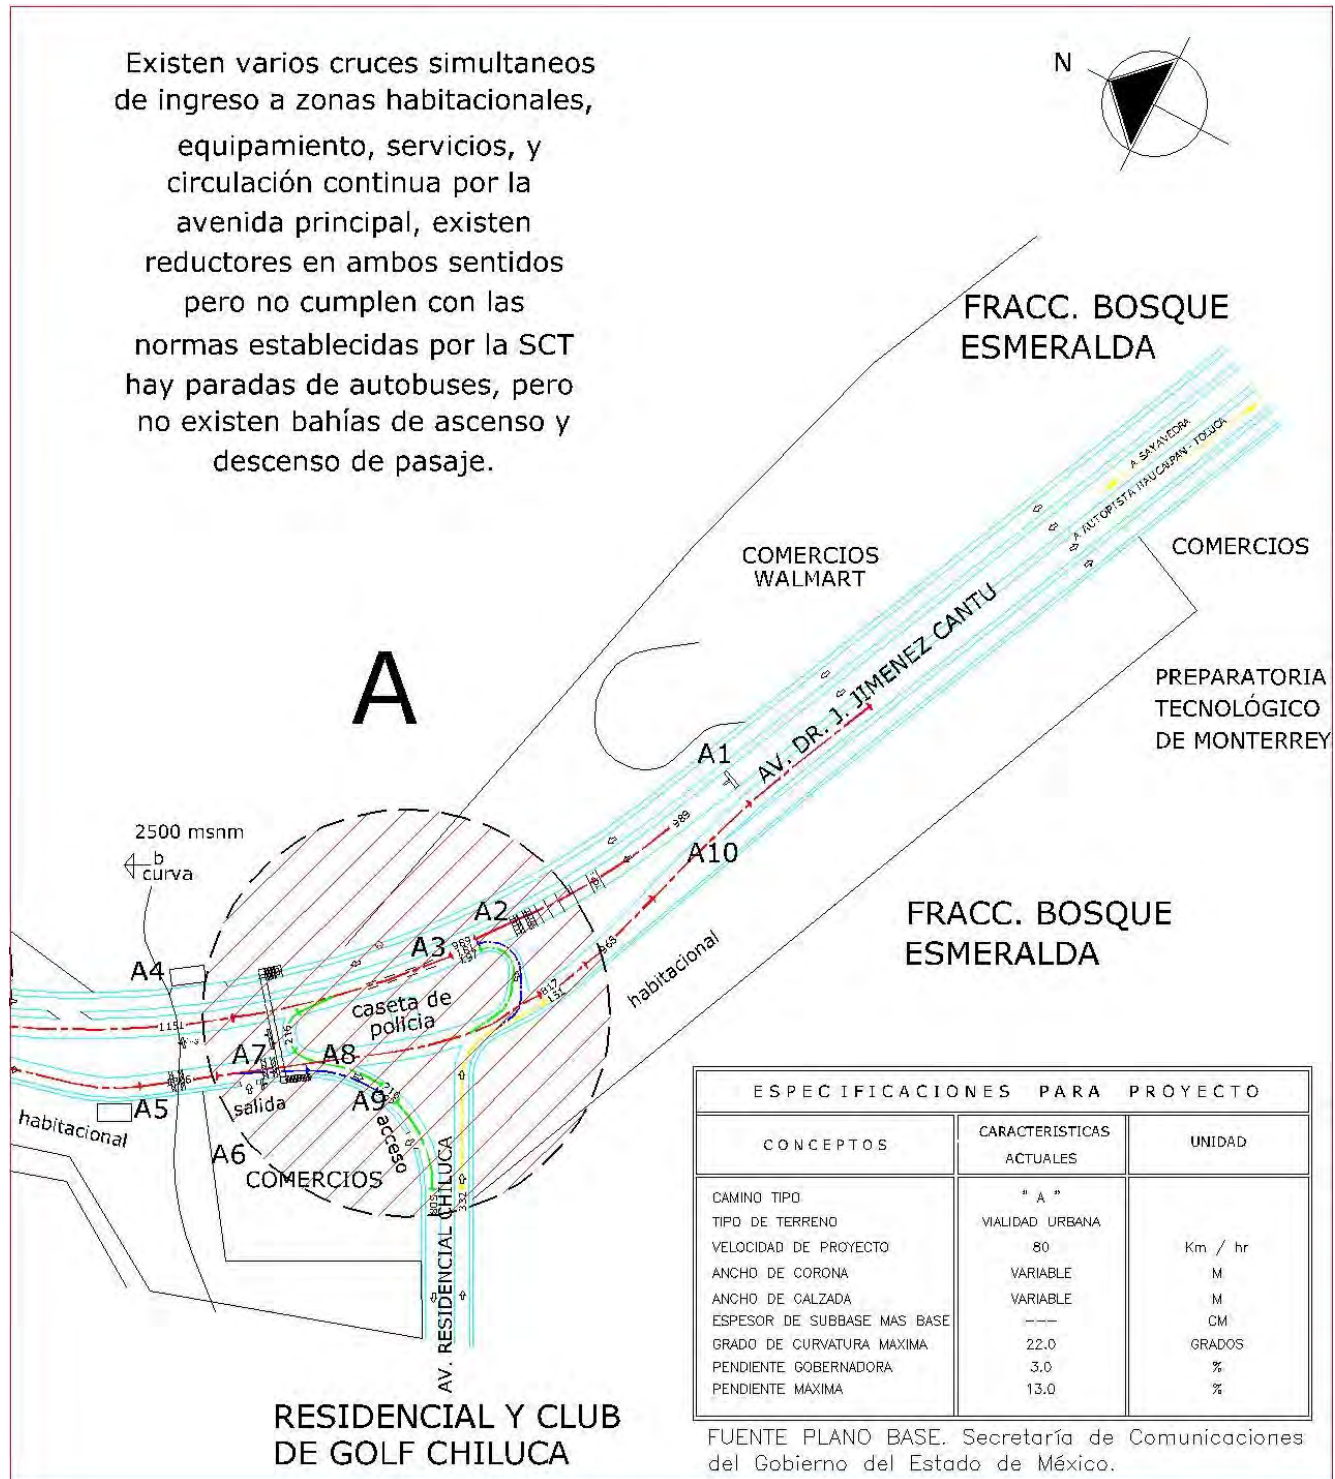 Existen varios cruces simultaneos
de ingreso a zonas habitacionales,
equipamiento, servicios, y
circulación continua por la
avenida principal, existen
reductores en ambos sentidos
pero no cumplen con las
normas establecidas por la SCT
hay paradas de autobuses, pero
no existen bahías de ascenso y
descenso de pasaje.
N
FRACC. BOSQUE
ESMERALDA
A SAYAVEDRA
A AUTOPISTA NAUCALPAN - TOLUCA
COMERCIOS
WALMART
COMERCIOS
AV. DR. J. JIMENEZ CANTU
PREPARATORIA
TECNOLÓGICO
DE MONTERREY
A
A1
989
A10
2500 msnm
b
curva
A2
A3
969
A4
965
habitacional
FRACC. BOSQUE
ESMERALDA
caseta de
policia
817
131
1151
216
A7
A8
A5
salida
A9
habitacional
acceso
A6
COMERCIOS
332
AV. RESIDENCIAL CHILUCA
RESIDENCIAL Y CLUB
DE GOLF CHILUCA
ESPECIFICACIONES PARA PROYECTO
CONCEPTOS
CARACTERISTICAS
ACTUALES
UNIDAD
CAMINO TIPO " A "
TIPO DE TERRENO VIALIDAD URBANA
VELOCIDAD DE PROYECTO 80 Km / hr
ANCHO DE CORONA VARIABLE M
ANCHO DE CALZADA VARIABLE M
ESPESOR DE SUBBASE MAS BASE --- CM
GRADO DE CURVATURA MAXIMA 22.0 GRADOS
PENDIENTE GOBERNADORA 3.0 %
PENDIENTE MAXIMA 13.0 %
FUENTE PLANO BASE. Secretaría de Comunicaciones
del Gobierno del Estado de México.